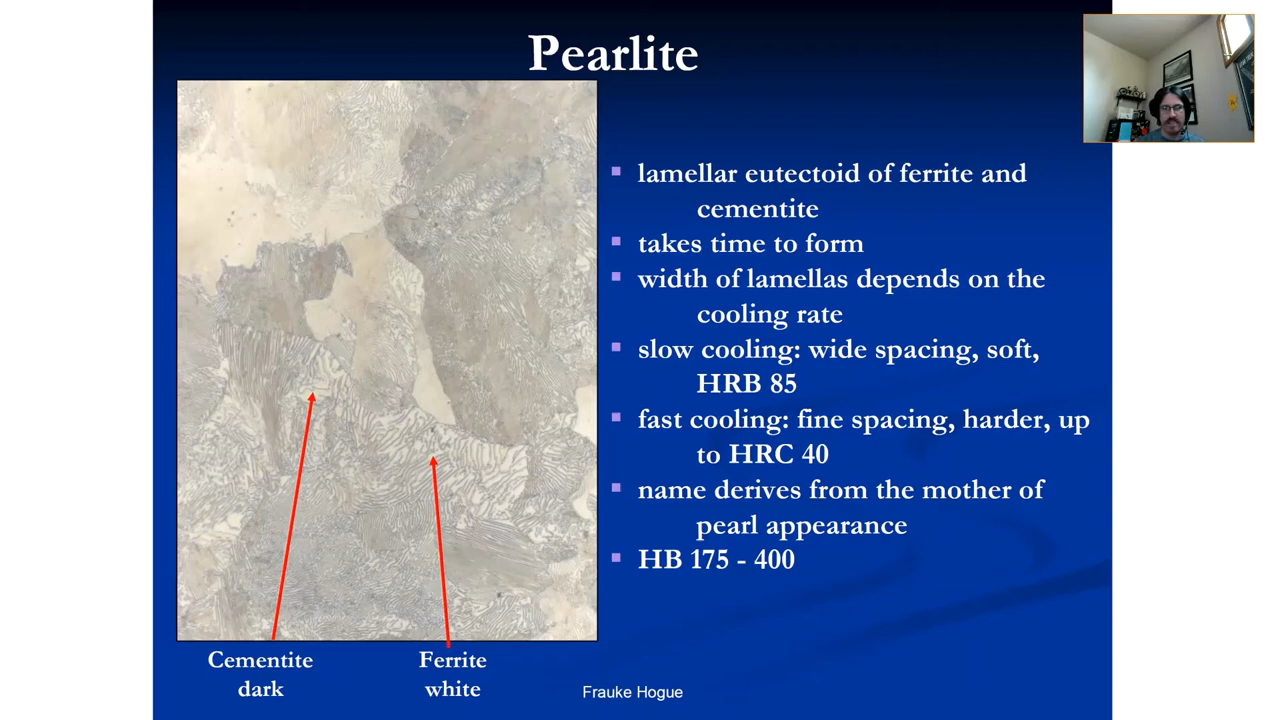 Pearlite
lamellar eutectoid of ferrite and
cementite
takes time to form
width of lamellas depends on the
cooling rate
slow cooling: wide spacing, soft,
HRB 85
fast cooling: fine spacing, harder, up
to HRC 40
name derives from the mother of
pearl appearance
HB 175 - 400
Cementite
dark
Ferrite
white
Frauke Hogue